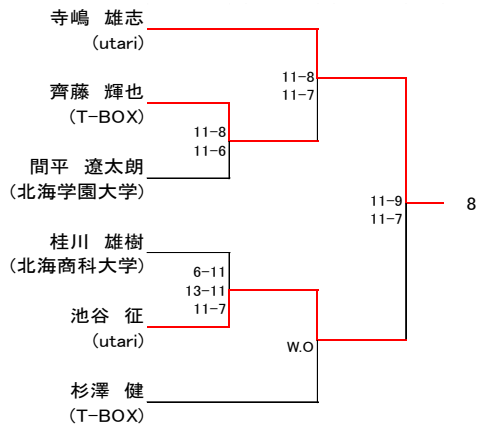 寺嶋 雄志
(utari)
11-8
11-7
齊藤 輝也
(T-BOX)
11-8
11-6
間平 遼太朗
(北海学園大学)
11-9
11-7
8
桂川 雄樹
(北海商科大学)
6-11
13-11
11-7
池谷 征
(utari)
W.O
杉澤 健
(T-BOX)